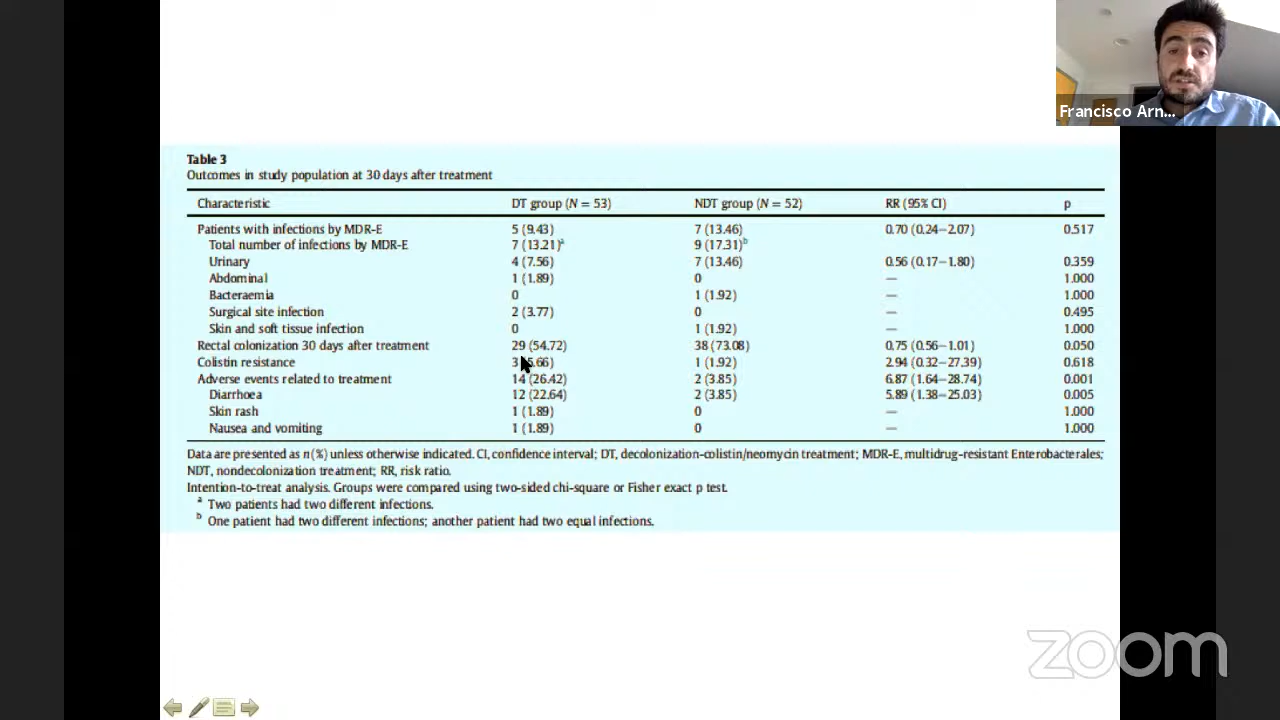 Francisco Arn...
Table 3
Outcomes in study population at 30 days after treatment
Characteristic DT group (N = 53) NDT group (N = 52) RR (95% CI) p
Patients with infections by MDR-E 5 (9.43) 7 (13.46) 0.70 (0.24–2.07) 0.517
Total number of infections by MDR-E 7 (13.21)a 9 (17.31)b
Urinary 4 (7.56) 7 (13.46) 0.56 (0.17–1.80) 0.359
Abdominal 1 (1.89) 0 — 1.000
Bacteraemia 0 1 (1.92) — 1.000
Surgical site infection 2 (3.77) 0 — 0.495
Skin and soft tissue infection 0 1 (1.92) — 1.000
Rectal colonization 30 days after treatment 29 (54.72) 38 (73.08) 0.75 (0.56–1.01) 0.050
Colistin resistance 3 5.66) 1 (1.92) 2.94 (0.32–27.39) 0.618
Adverse events related to treatment 14 (26.42) 2 (3.85) 6.87 (1.64–28.74) 0.001
Diarrhoea 12 (22.64) 2 (3.85) 5.89 (1.38–25.03) 0.005
Skin rash 1 (1.89) 0 — 1.000
Nausea and vomiting 1 (1.89) 0 — 1.000
Data are presented as n (%) unless otherwise indicated. CI, confidence interval; DT, decolonization-colistin/neomycin treatment; MDR-E, multidrug-resistant Enterobacterales;
NDT, nondecolonization treatment; RR, risk ratio.
Intention-to-treat analysis. Groups were compared using two-sided chi-square or Fisher exact p test.
a Two patients had two different infections.
b One patient had two different infections; another patient had two equal infections.
zoom